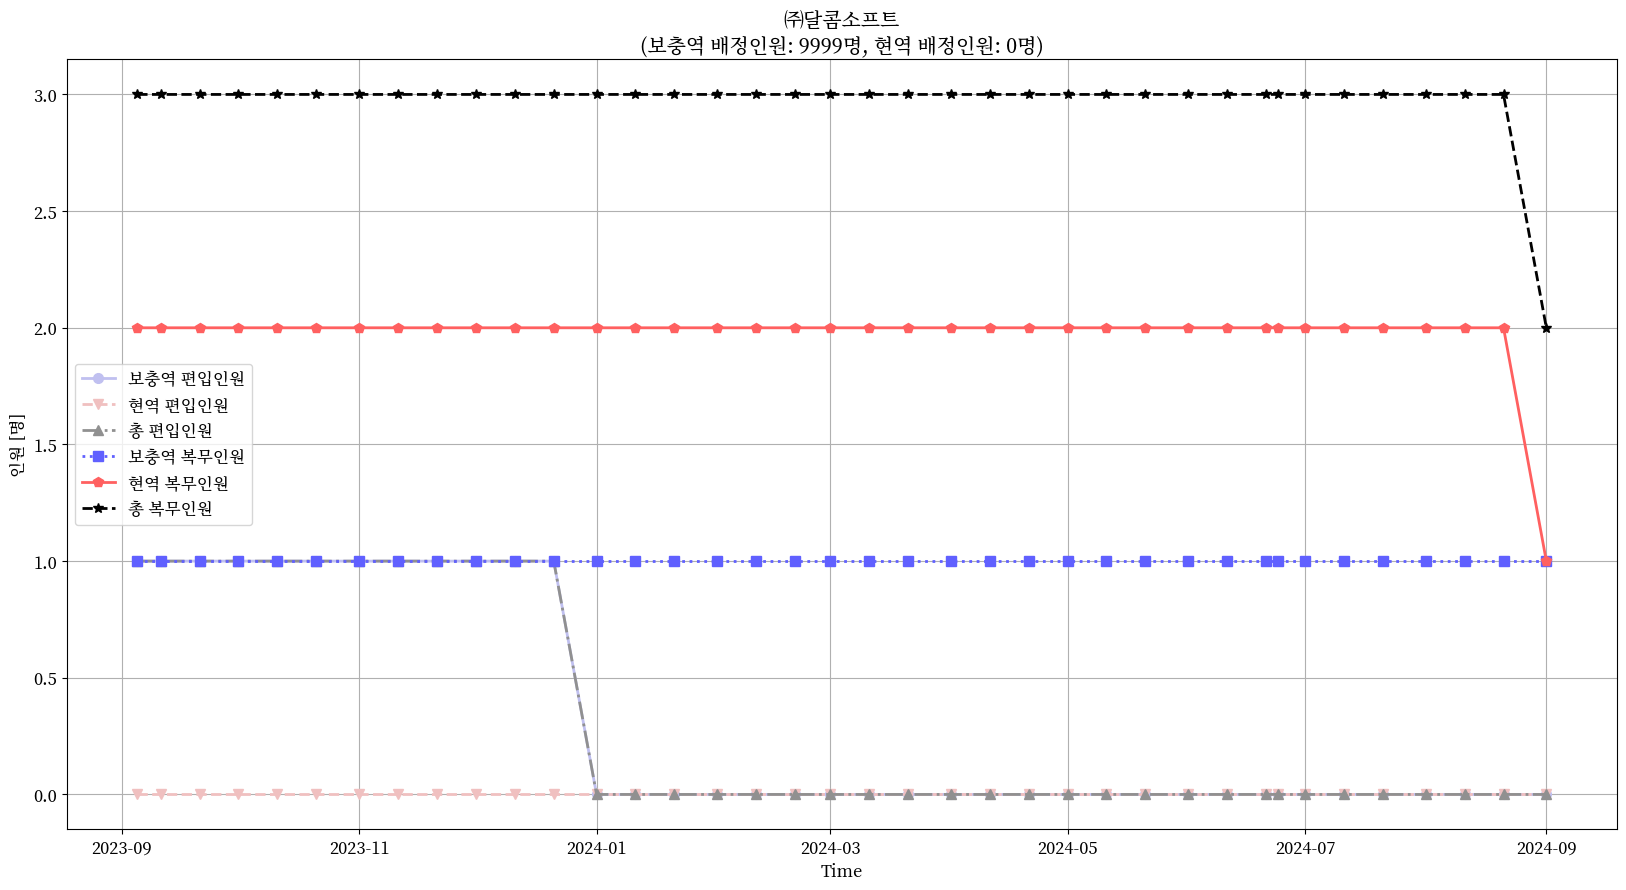 ㈜달콤소프트
(보충역 배정인원: 9999명, 현역 배정인원: 0명)
3.0
2.5
2.0
1.5
1.0
0.5
0.0
인원 [명]
보충역 편입인원
현역 편입인원
총 편입인원
보충역 복무인원
현역 복무인원
총 복무인원
2023-09
2023-11
2024-01
2024-03
2024-05
2024-07
2024-09
Time